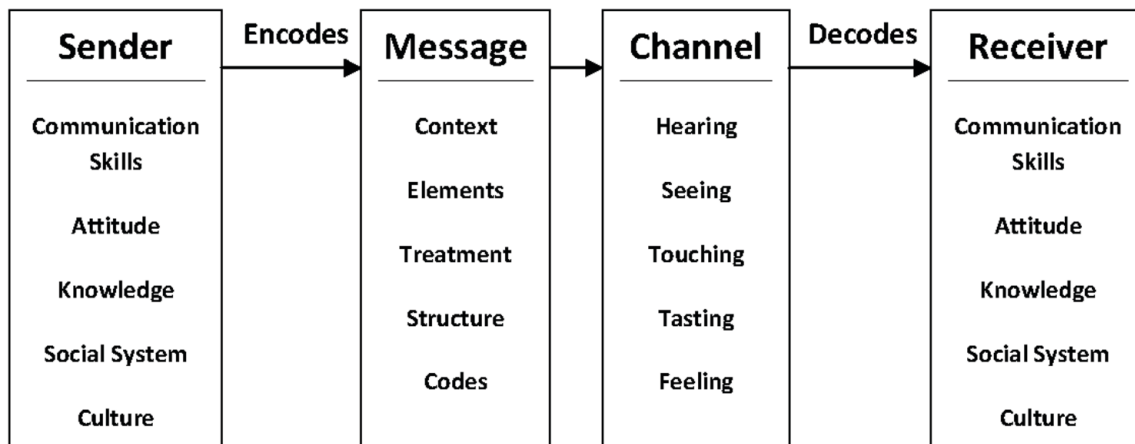 Sender
Communication
Skills
Attitude
Knowledge
Social System
Culture
Encodes
Message
Context
Elements
Treatment
Structure
Codes
Channel
Hearing
Seeing
Touching
Tasting
Feeling
Decodes
Receiver
Communication
Skills
Attitude
Knowledge
Social System
Culture